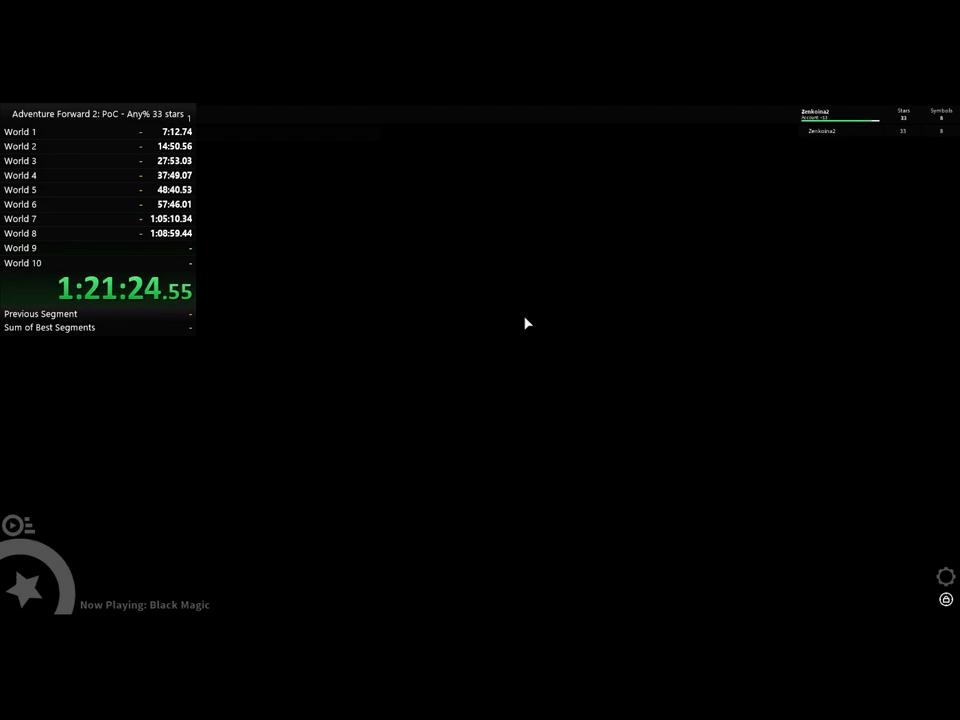 Adventure Forward 2: PoC - Any% 33 stars
1
World 1 - 7:12.74
World 2 - 14:50.56
World 3 - 27:53.03
World 4 - 37:49.07
World 5 - 48:40.53
World 6 - 57:46.01
World 7 - 1:05:10.34
World 8 - 1:08:59.44
World 9 -
World 10 -
1:21:24.55
Previous Segment -
Sum of Best Segments -
Zenkoina2 Stars Symbols
Account -13 33 8
Zenkoina2 33 8
Now Playing: Black Magic